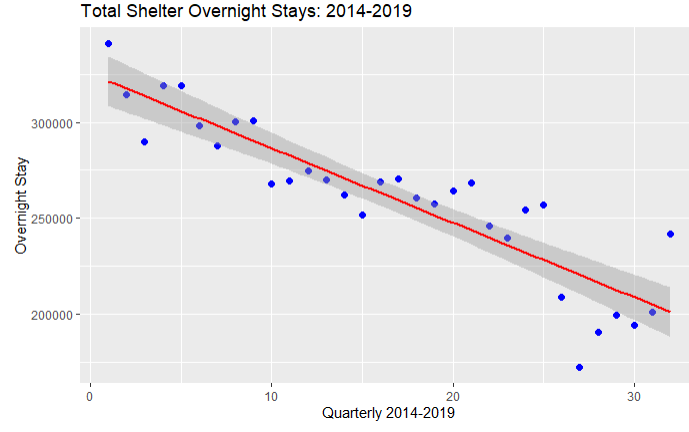 Total Shelter Overnight Stays: 2014-2019
Overnight Stay
300000
250000
200000
0 10 20 30
Quarterly 2014-2019